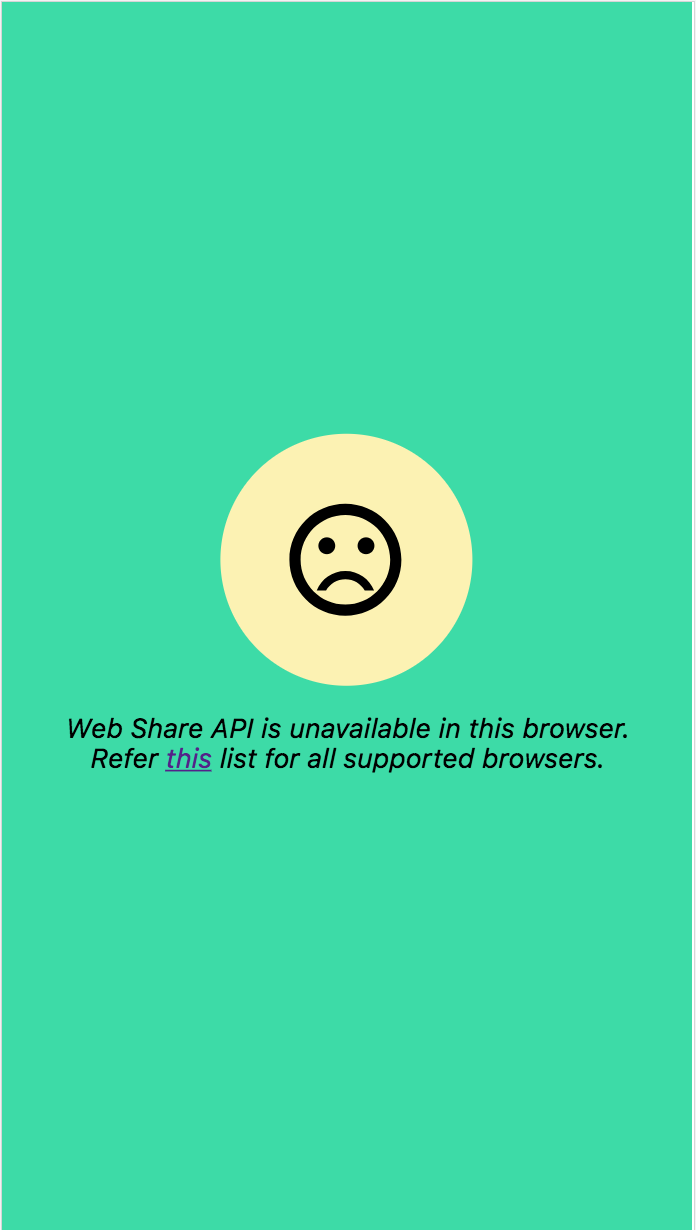 Web Share API is unavailable in this browser.
Refer this list for all supported browsers.